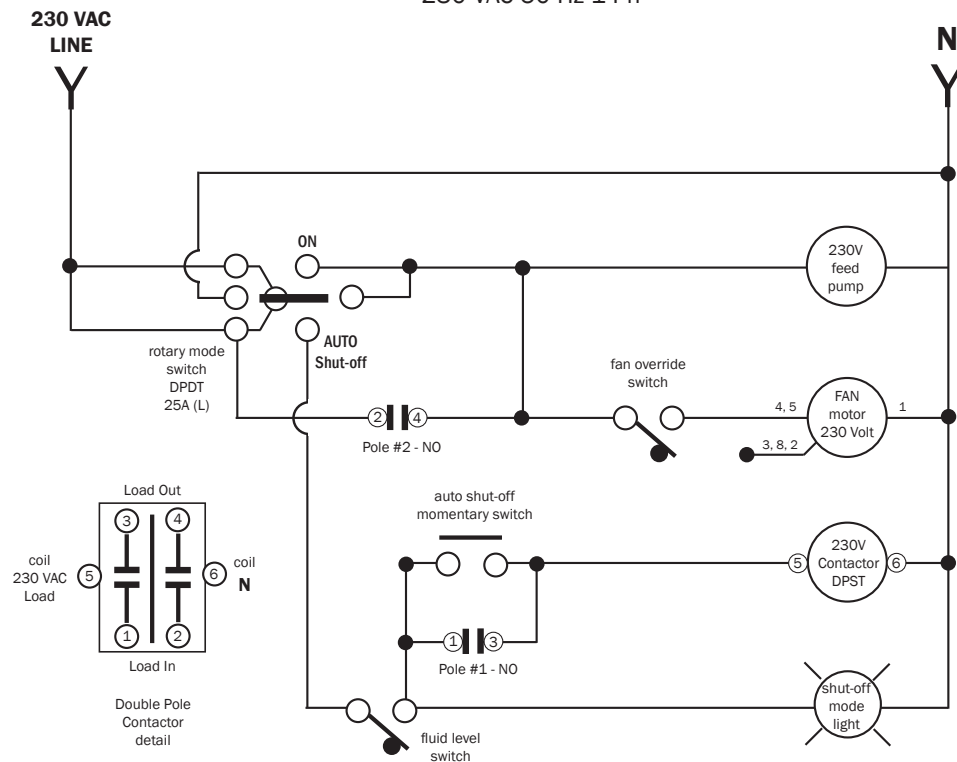 230 VAC
LINE
N
ON
AUTO
Shut-off
rotary mode
switch
DPDT
25A (L)
230V
feed
pump
fan override
switch
4, 5
FAN
motor
230 Volt
1
3, 8, 2
2
4
Pole #2 - NO
auto shut-off
momentary switch
5
230V
Contactor
DPST
6
1
3
Pole #1 - NO
fluid level
switch
shut-off
mode
light
Load Out
3
4
coil
230 VAC
Load
5
6
coil
N
1
2
Load In
Double Pole
Contactor
detail